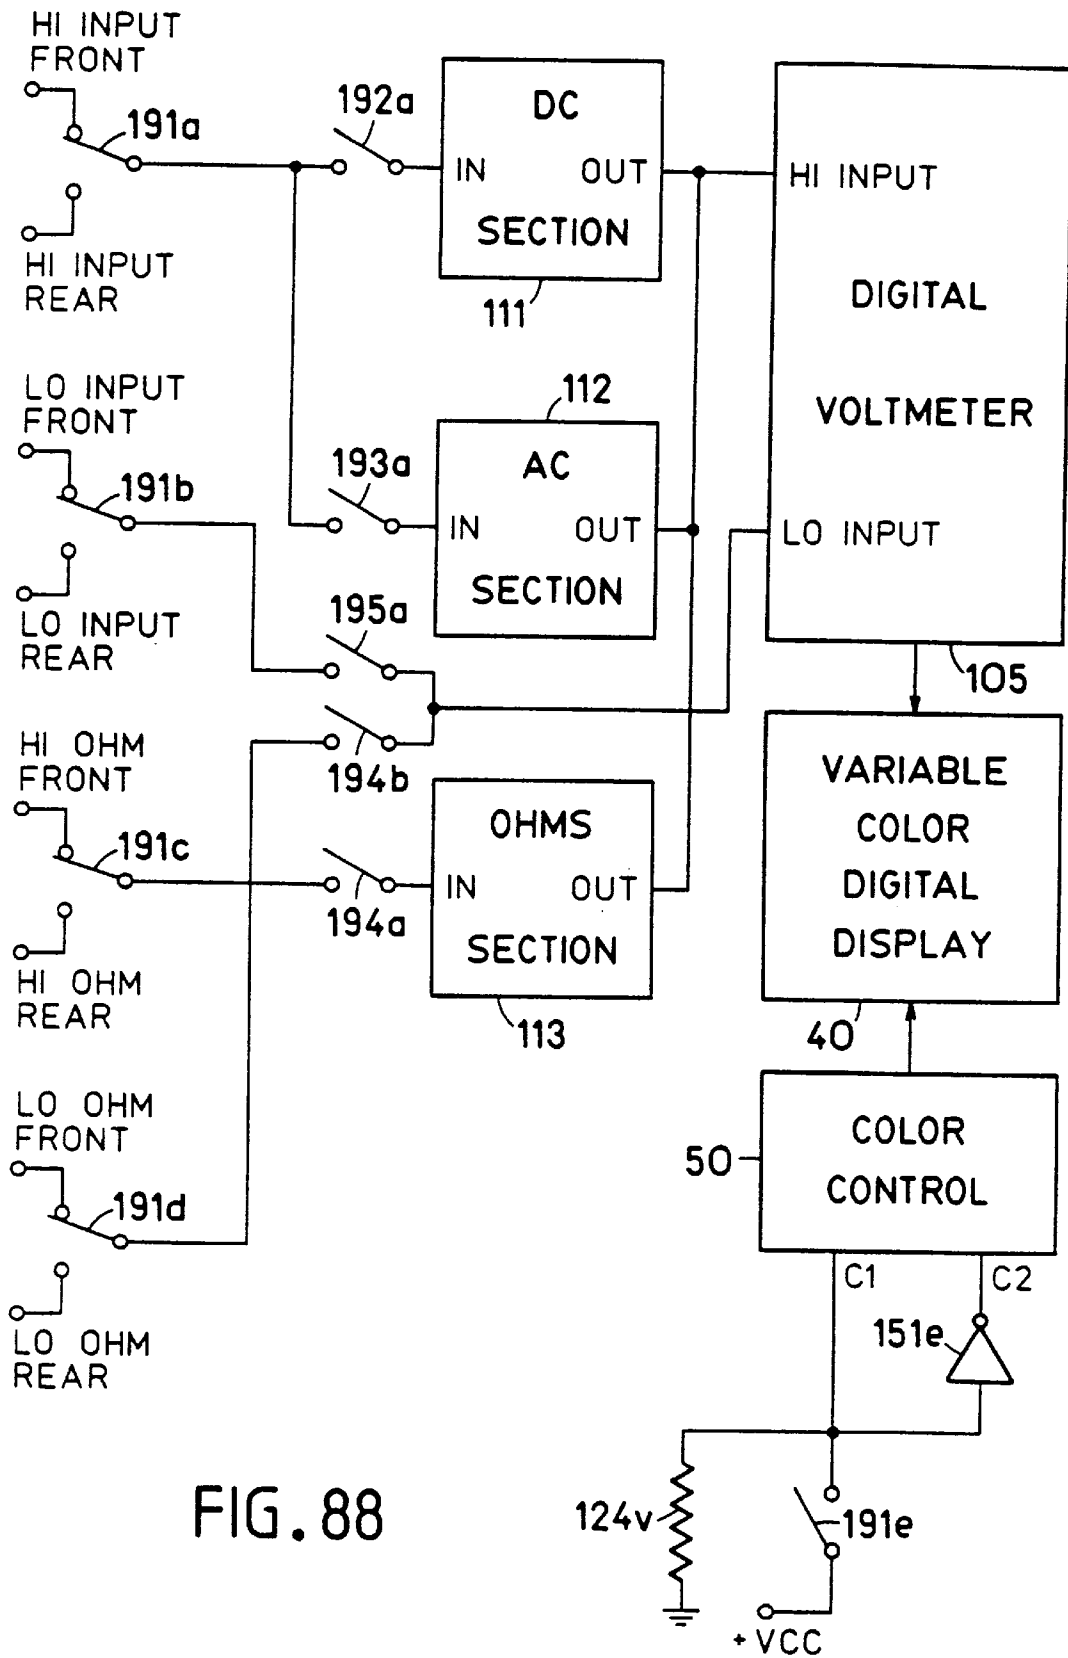 HI INPUT
FRONT
191a
HI INPUT
REAR
192a
DC
IN
OUT
SECTION
111
HI INPUT
DIGITAL
VOLTMETER
LO INPUT
105
LO INPUT
FRONT
191b
LO INPUT
REAR
112
193a
AC
IN
OUT
SECTION
195a
194b
HI OHM
FRONT
191c
HI OHM
REAR
194a
OHMS
IN
OUT
SECTION
113
VARIABLE
COLOR
DIGITAL
DISPLAY
40
LO OHM
FRONT
191d
LO OHM
REAR
50
COLOR
CONTROL
C1
C2
151e
124v
191e
+VCC
FIG. 88